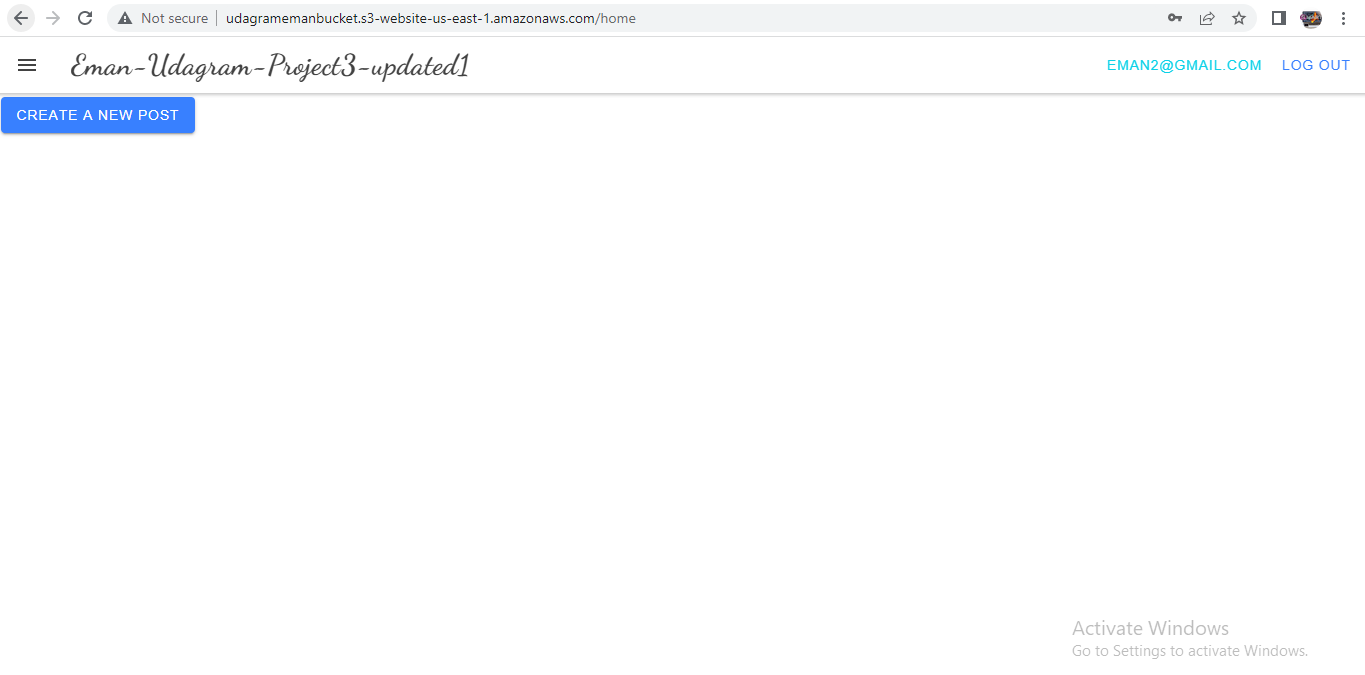 Not secure udagramemanbucket.s3-website-us-east-1.amazonaws.com/home
Eman-Udagram-Project3-updated1 EMAN2@GMAIL.COM LOG OUT
CREATE A NEW POST
Activate Windows
Go to Settings to activate Windows.